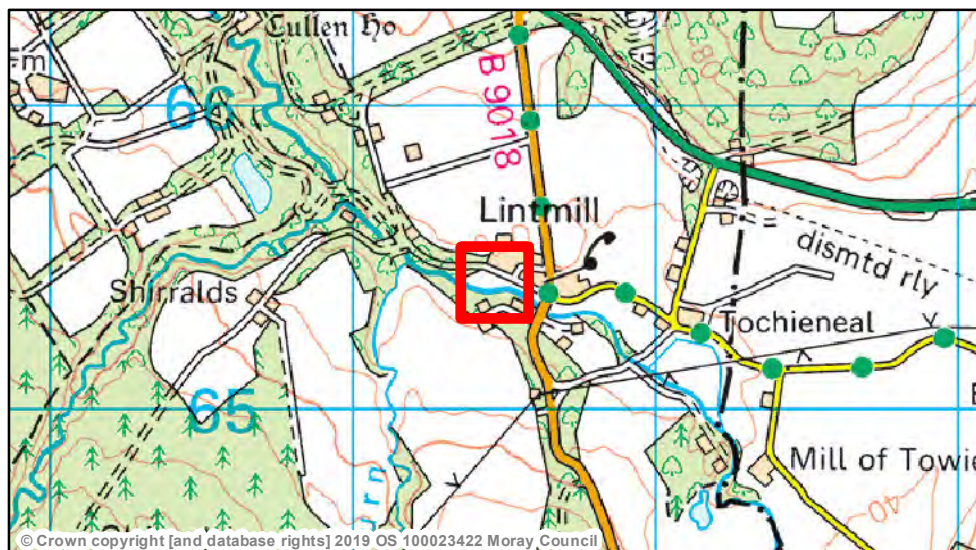 Cullen Ho
m
66
B 9018
Lintmill
dismtd rly
Shirralds
Tochieneal
65
Mill of Towie
urn
40
© Crown copyright [and database rights] 2019 OS 100023422 Moray Council